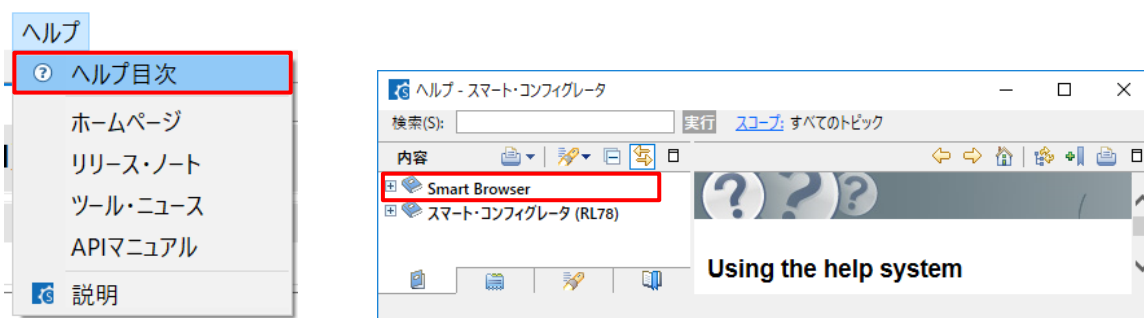 ヘルプ
ヘルプ目次
ホームページ
リリース・ノート
ツール・ニュース
APIマニュアル
説明
ヘルプ - スマート・コンフィグレータ
検索(S): 実行 スコープ: すべてのトピック
内容
Smart Browser
スマート・コンフィグレータ (RL78)
Using the help system